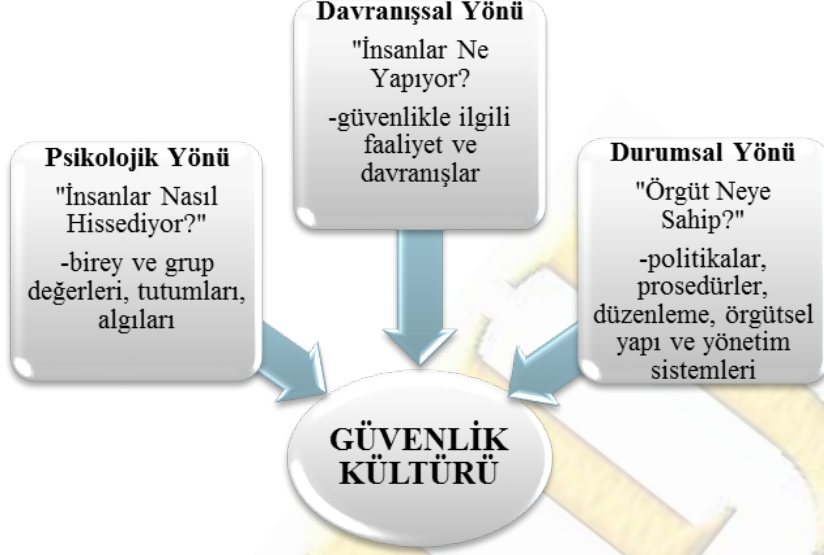 Davranışsal Yönü
"İnsanlar Ne
Yapıyor?
-güvenlikle ilgili
faaliyet ve
davranışlar
Psikolojik Yönü
"İnsanlar Nasıl
Hissediyor?"
-birey ve grup
değerleri, tutumları,
algıları
Durumsal Yönü
"Örgüt Neye
Sahip?"
-politikalar,
prosedürler,
düzenleme, örgütsel
yapı ve yönetim
sistemleri
GÜVENLİK
KÜLTÜRÜ